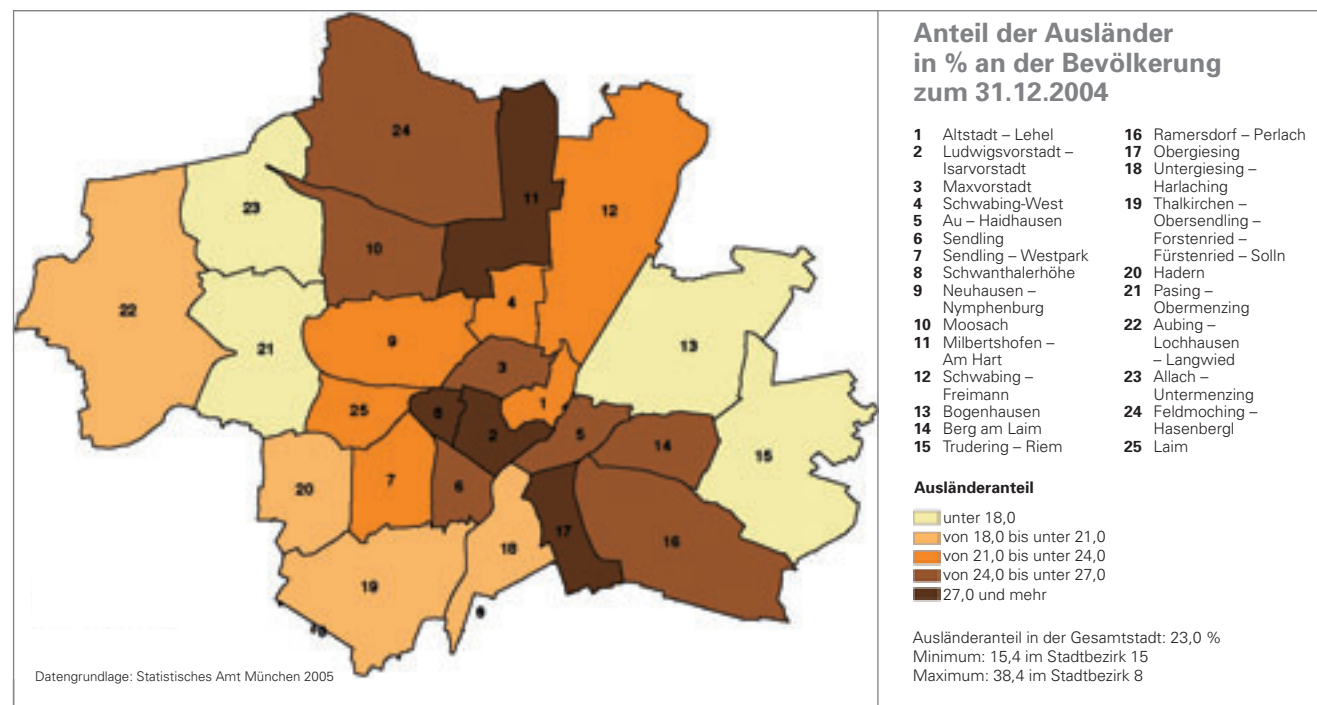 Anteil der Ausländer
in % an der Bevölkerung
zum 31.12.2004
1 Altstadt – Lehel
2 Ludwigsvorstadt –
Isarvorstadt
3 Maxvorstadt
4 Schwabing-West
5 Au – Haidhausen
6 Sendling
7 Sendling – Westpark
8 Schwanthalerhöhe
9 Neuhausen –
Nymphenburg
10 Moosach
11 Milbertshofen –
Am Hart
12 Schwabing –
Freimann
13 Bogenhausen
14 Berg am Laim
15 Trudering – Riem
16 Ramersdorf – Perlach
17 Obergiesing
18 Untergiesing –
Harlaching
19 Thalkirchen –
Obersendling –
Forstenried –
Fürstenried – Solln
20 Hadern
21 Pasing –
Obermenzing
22 Aubing –
Lochhausen
– Langwied
23 Allach –
Untermenzing
24 Feldmoching –
Hasenbergl
25 Laim
Ausländeranteil
unter 18,0
von 18,0 bis unter 21,0
von 21,0 bis unter 24,0
von 24,0 bis unter 27,0
27,0 und mehr
Ausländeranteil in der Gesamtstadt: 23,0 %
Minimum: 15,4 im Stadtbezirk 15
Maximum: 38,4 im Stadtbezirk 8
24
11
23
12
10
22
4
21
9
13
3
25
8
1
2
5
14
15
20
7
6
17
16
18
19
Datengrundlage: Statistisches Amt München 2005